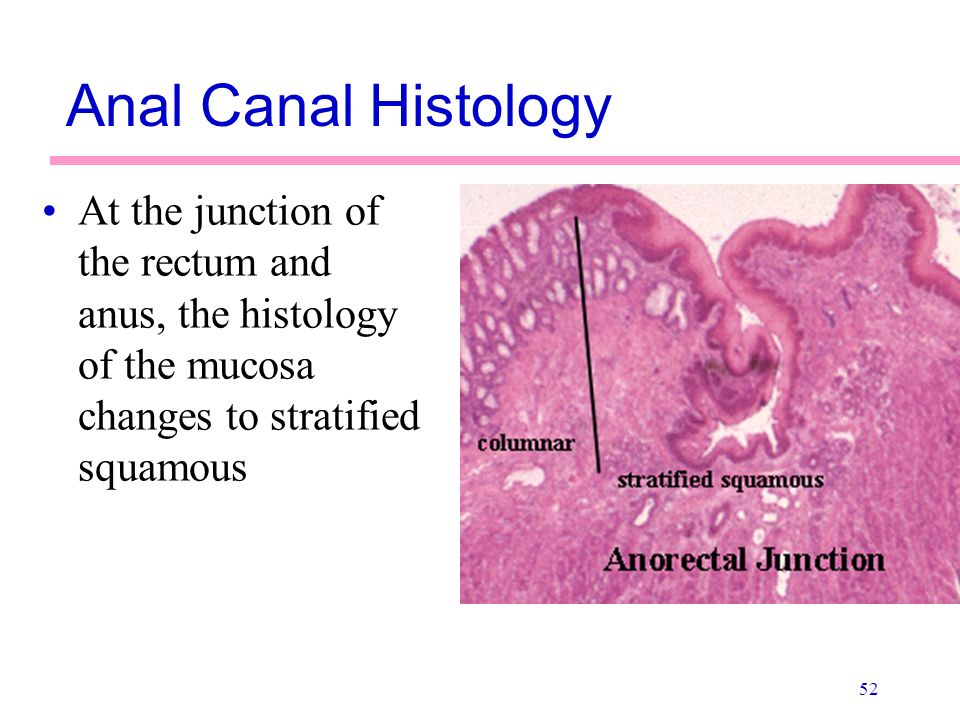 Anal Canal Histology
• At the junction of
the rectum and
anus, the histology
of the mucosa
changes to stratified
squamous
columnar
stratified squamous
Anorectal Junction
52